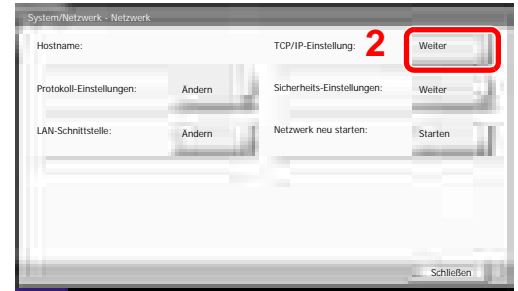 System/Netzwerk - Netzwerk
Hostname:
TCP/IP-Einstellung: 2 Weiter
Protokoll-Einstellungen: Ändern Sicherheits-Einstellungen: Weiter
LAN-Schnittstelle: Ändern Netzwerk neu starten: Starten
Schließen